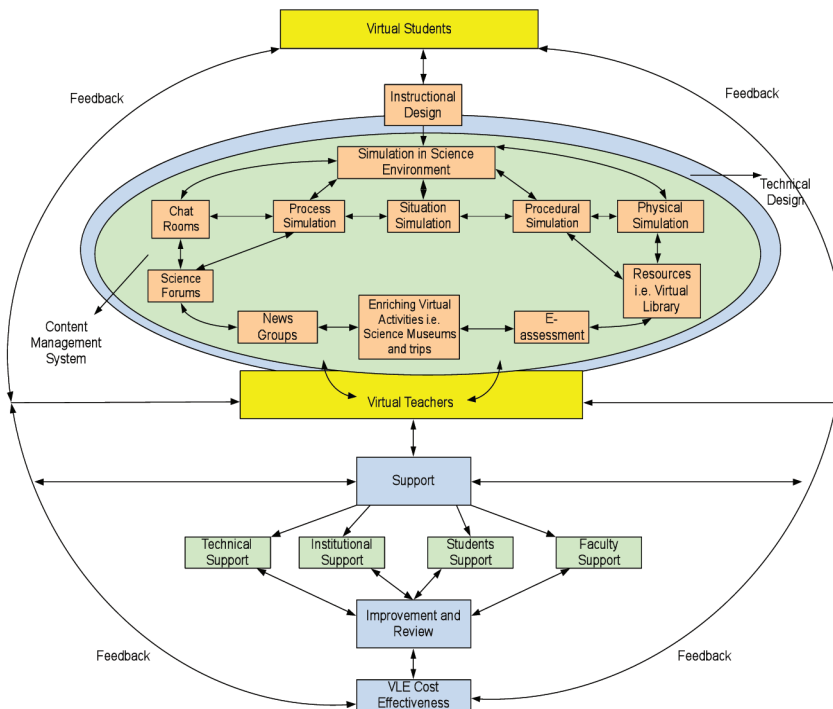 Virtual Students
Feedback
Feedback
Instructional
Design
Simulation in Science
Environment
Technical
Design
Chat
Rooms
Process
Simulation
Situation
Simulation
Procedural
Simulation
Physical
Simulation
Science
Forums
Resources
i.e. Virtual
Library
Content
Management
System
News
Groups
Enriching Virtual
Activities i.e.
Science Museums
and trips
E-
assessment
Virtual Teachers
Support
Technical
Support
Institutional
Support
Students
Support
Faculty
Support
Improvement and
Review
Feedback
Feedback
VLE Cost
Effectiveness